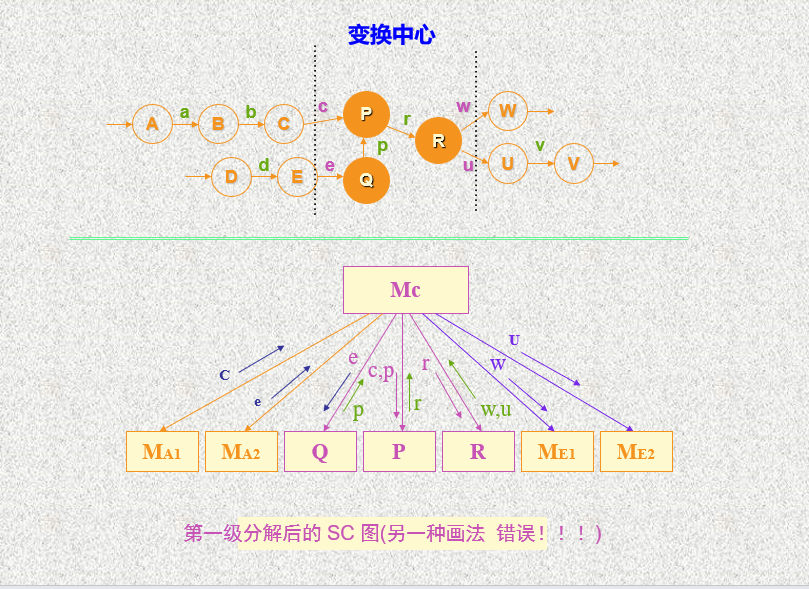 变换中心
a b c r w W
A B C P R
d e p u U v V
D E Q
Mc
C e e c,p r w U
p r w,u
MA1 MA2 Q P R ME1 ME2
第一级分解后的 SC 图(另一种画法 错误！！！)